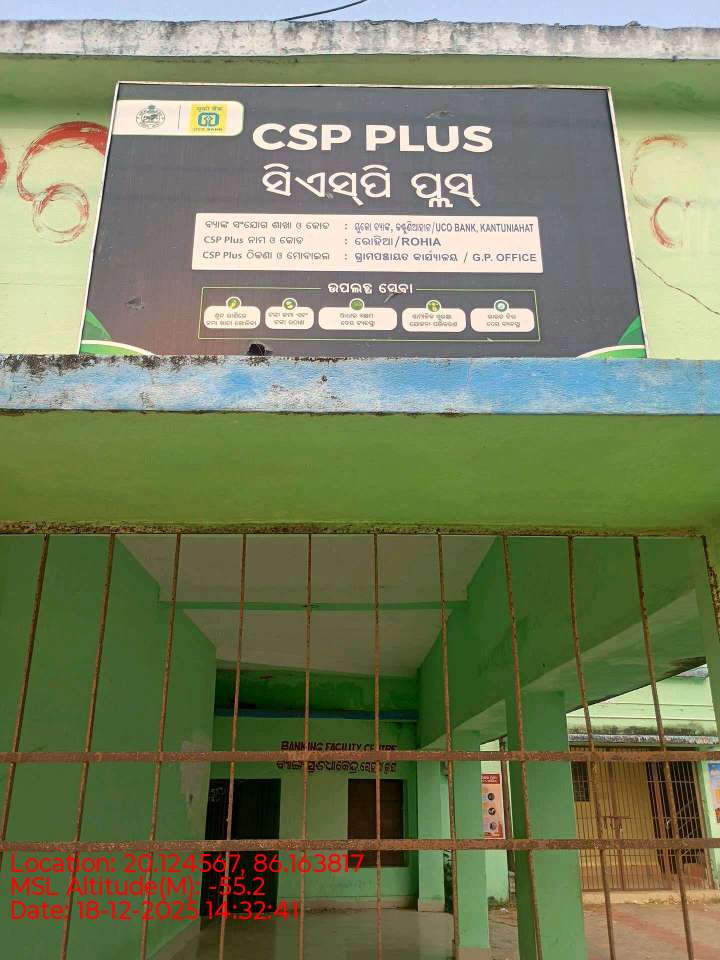 ୟୁକୋ ବ୍ୟାଙ୍କ
UCO BANK
CSP PLUS
ସିଏସ୍‌ପି ପ୍ଲସ୍
ବ୍ୟାଙ୍କ ସଂଯୋଗ ଶାଖା ଓ କୋଡ : ୟୁକୋ ବ୍ୟାଙ୍କ, /UCO BANK, KANTUNIAHAT
CSP Plus ନାମ ଓ କୋଡ : ରୋହିଆ/ROHIA
CSP Plus ଠିକଣା ଓ ମୋବାଇଲ : ଗ୍ରାମପଞ୍ଚାୟତ କାର୍ଯ୍ୟାଳୟ / G.P. OFFICE
ଉପଲବ୍ଧ ସେବା
BANKING FACILITY CENTRE
Location: 20.124567, 86.163817
MSL Altitude(M): -55.2
Date: 18-12-2025 14:32:41